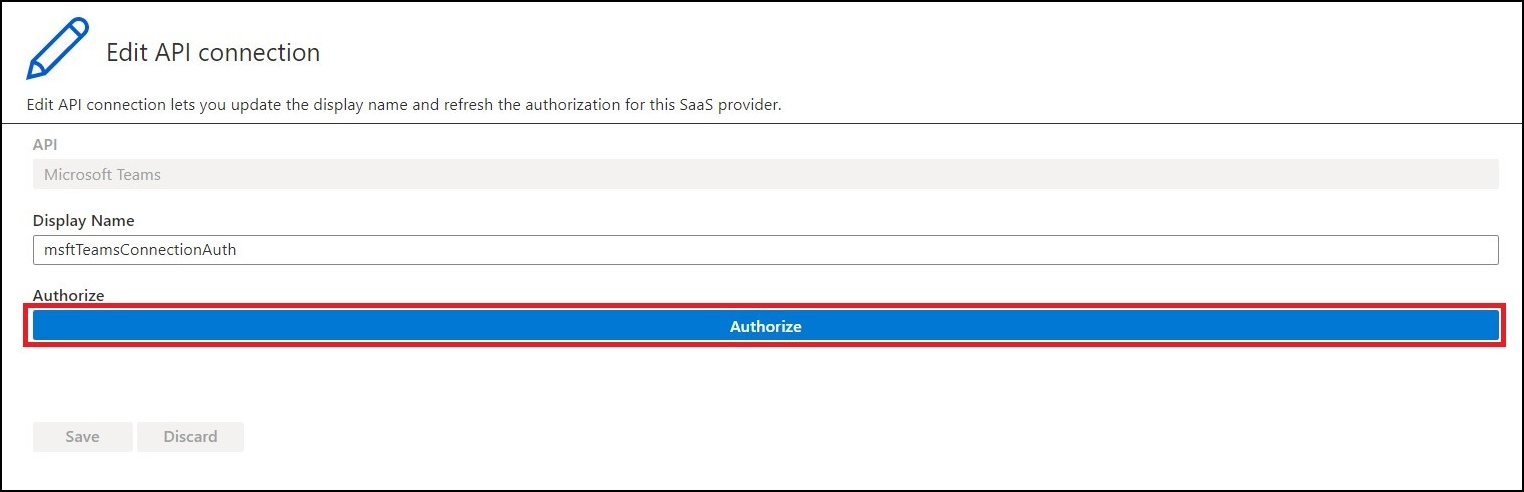 Edit API connection
Edit API connection lets you update the display name and refresh the authorization for this SaaS provider.
API
Microsoft Teams
Display Name
msftTeamsConnectionAuth
Authorize
Authorize
Save Discard